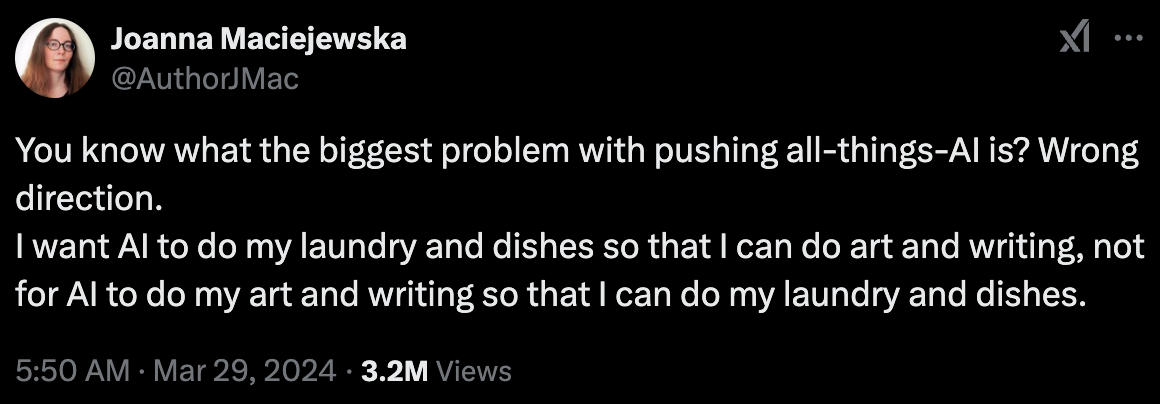 Joanna Maciejewska
@AuthorJMac
You know what the biggest problem with pushing all-things-AI is? Wrong
direction.
I want AI to do my laundry and dishes so that I can do art and writing, not
for AI to do my art and writing so that I can do my laundry and dishes.
5:50 AM · Mar 29, 2024 · 3.2M Views